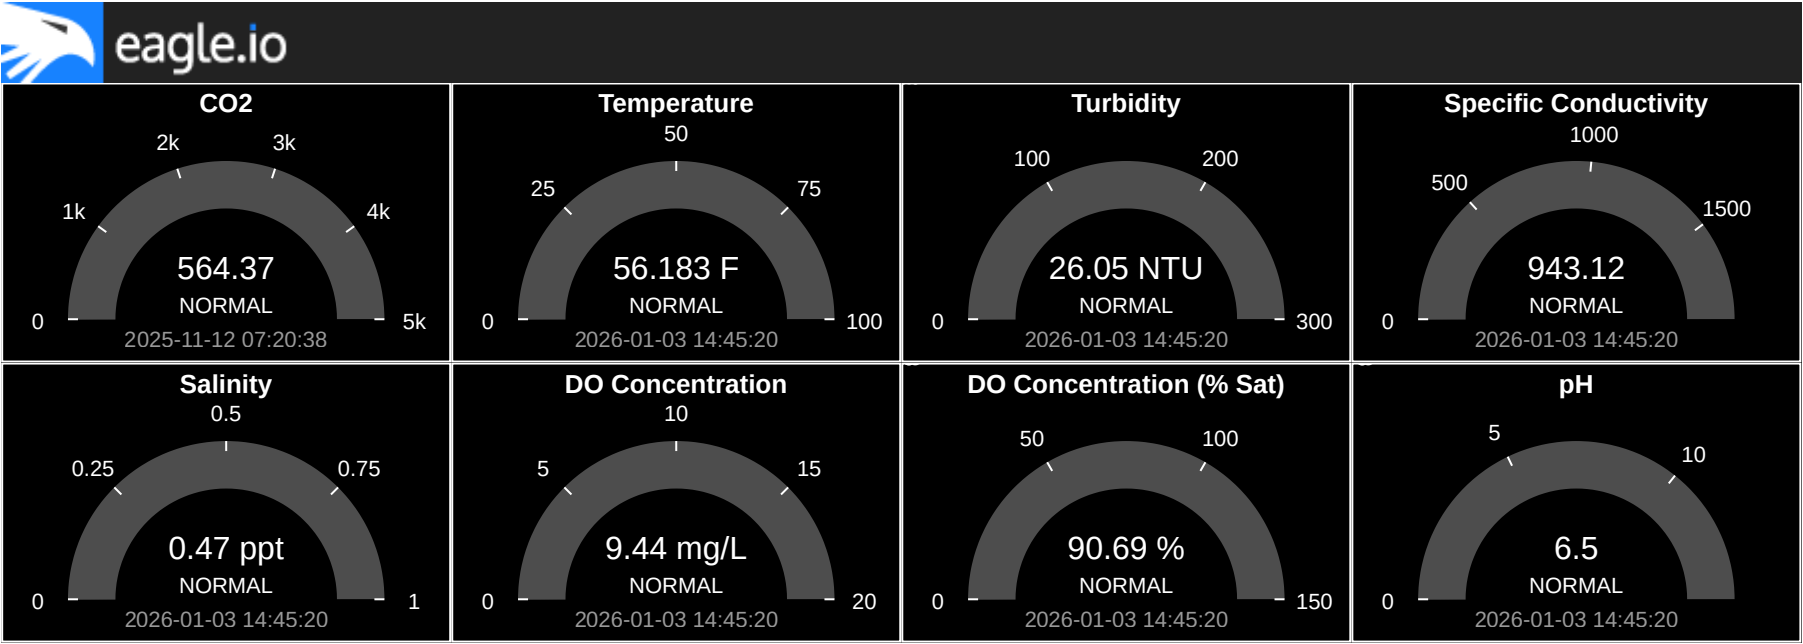 eagle.io
CO2
2k
3k
1k
4k
564.37
NORMAL
0
5k
2025-11-12 07:20:38
Temperature
50
25
75
56.183 F
NORMAL
0
100
2026-01-03 14:45:20
Turbidity
100
200
26.05 NTU
NORMAL
0
300
2026-01-03 14:45:20
Specific Conductivity
1000
500
1500
943.12
NORMAL
0
2026-01-03 14:45:20
Salinity
0.5
0.25
0.75
0.47 ppt
NORMAL
0
1
2026-01-03 14:45:20
DO Concentration
10
5
15
9.44 mg/L
NORMAL
0
20
2026-01-03 14:45:20
DO Concentration (% Sat)
50
100
90.69 %
NORMAL
0
150
2026-01-03 14:45:20
pH
5
10
6.5
NORMAL
0
2026-01-03 14:45:20